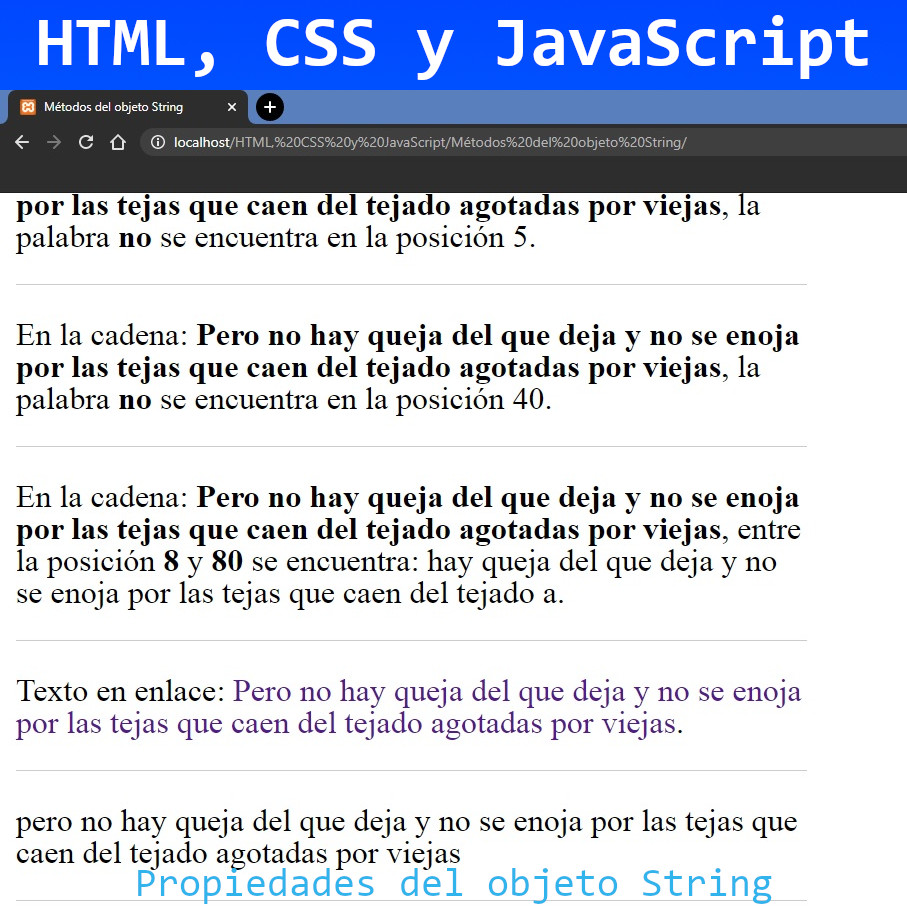 HTML, CSS y JavaScript
Métodos del objeto String
localhost/HTML,%20CSS%20y%20JavaScript/Métodos%20del%20objeto%20String/
por las tejas que caen del tejado agotadas por viejas, la
palabra no se encuentra en la posición 5.
En la cadena: Pero no hay queja del que deja y no se enoja
por las tejas que caen del tejado agotadas por viejas, la
palabra no se encuentra en la posición 40.
En la cadena: Pero no hay queja del que deja y no se enoja
por las tejas que caen del tejado agotadas por viejas, entre
la posición 8 y 80 se encuentra: hay queja del que deja y no
se enoja por las tejas que caen del tejado a.
Texto en enlace: Pero no hay queja del que deja y no se enoja
por las tejas que caen del tejado agotadas por viejas.
pero no hay queja del que deja y no se enoja por las tejas que
caen del tejado agotadas por viejas
Propiedades del objeto String